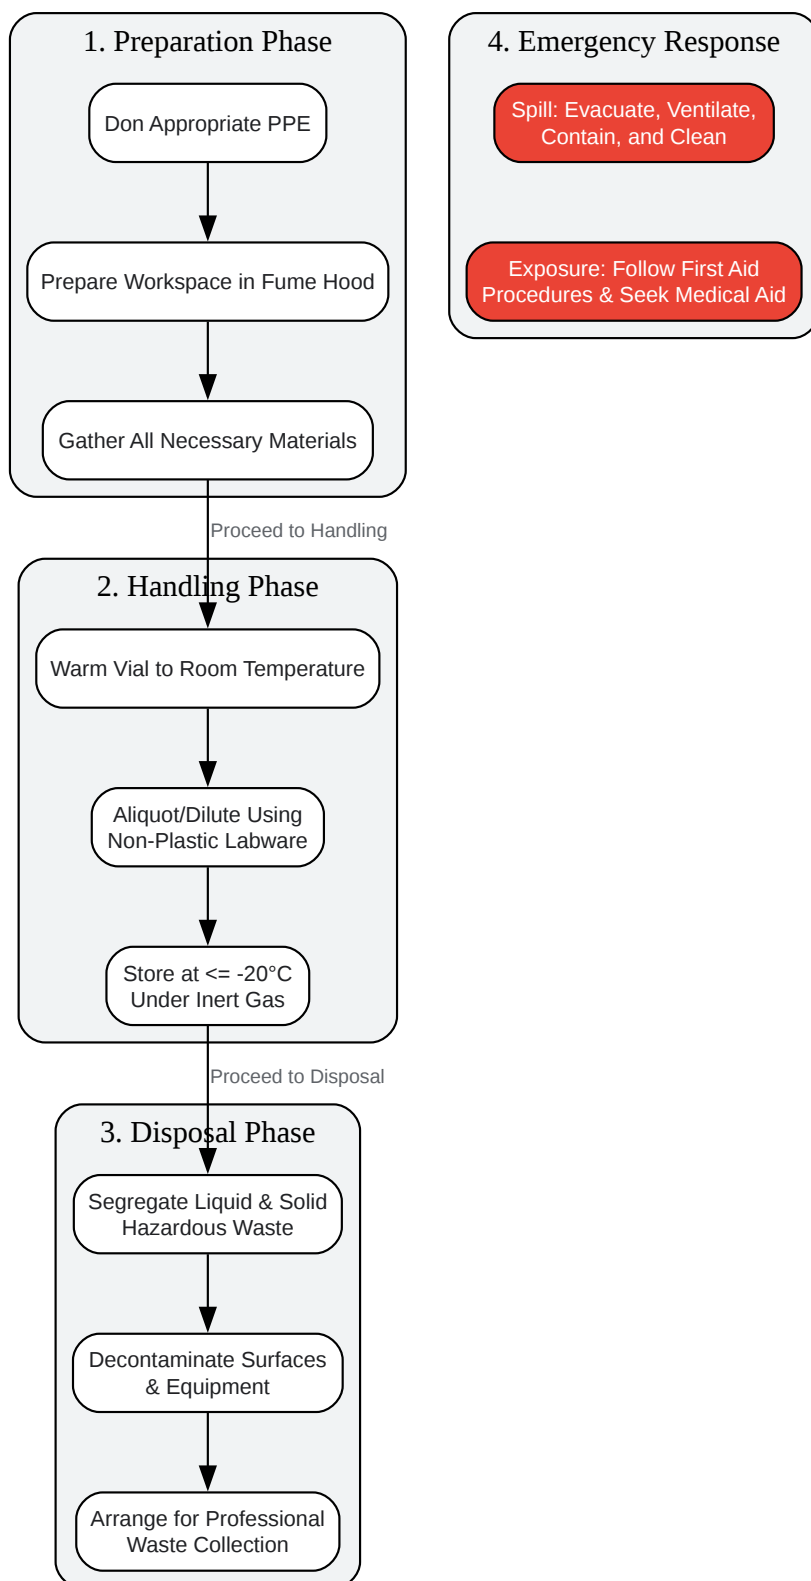 1. Preparation Phase
Don Appropriate PPE
Prepare Workspace in Fume Hood
Gather All Necessary Materials
Proceed to Handling
2. Handling Phase
Warm Vial to Room Temperature
Aliquot/Dilute Using
Non-Plastic Labware
Store at <= -20°C
Under Inert Gas
Proceed to Disposal
3. Disposal Phase
Segregate Liquid & Solid
Hazardous Waste
Decontaminate Surfaces
& Equipment
Arrange for Professional
Waste Collection
4. Emergency Response
Spill: Evacuate, Ventilate,
Contain, and Clean
Exposure: Follow First Aid
Procedures & Seek Medical Aid